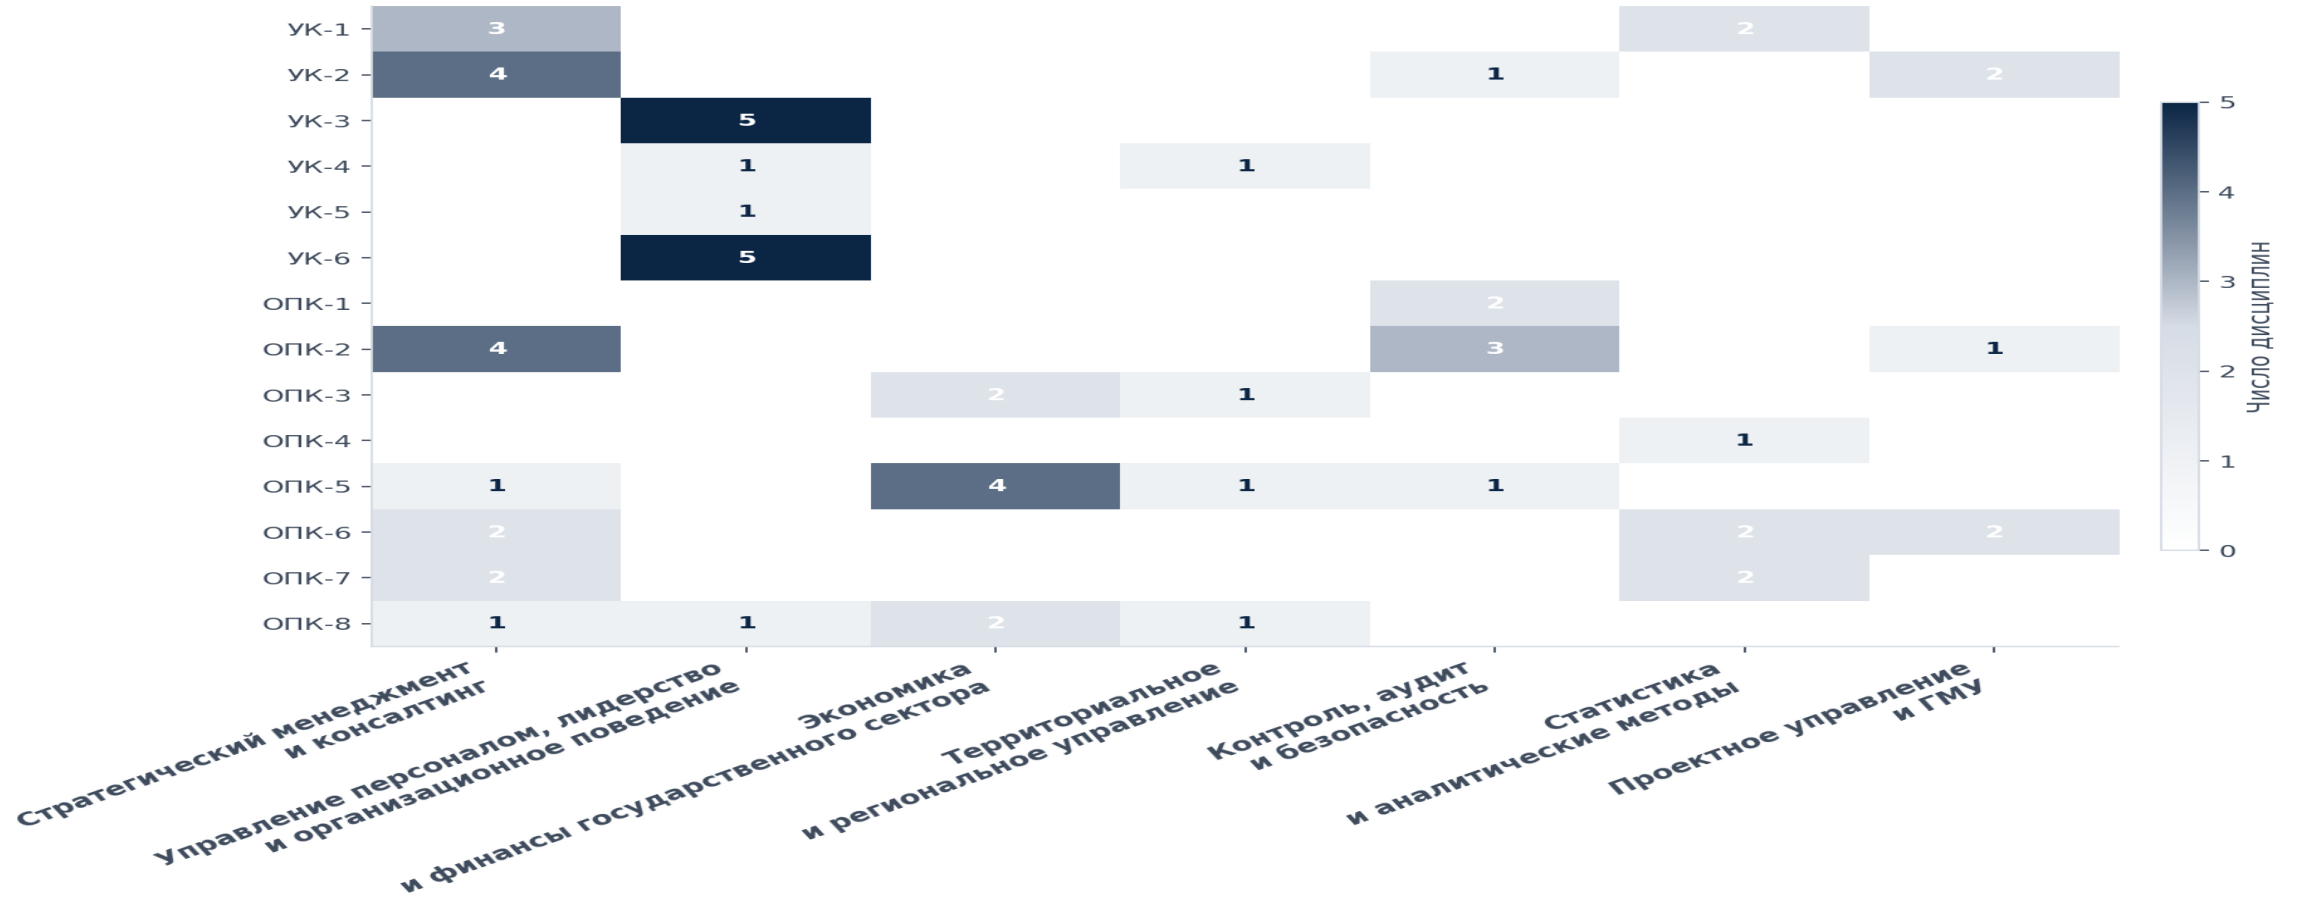 УК-1 3 2
УК-2 4 1 2
УК-3 5
УК-4 1 1
УК-5 1
УК-6 5
ОПК-1 2
ОПК-2 4 3 1
ОПК-3 2 1
ОПК-4 1
ОПК-5 1 4 1 1
ОПК-6 2 2 2
ОПК-7 2 2
ОПК-8 1 1 2 1
Стратегический менеджмент
и консалтинг
Управление персоналом, лидерство
и организационное поведение
Экономика
и финансы государственного сектора
Территориальное
и региональное управление
Контроль, аудит
и безопасность
Статистика
и аналитические методы
Проектное управление
и ГМУ
5
4
3
2
1
0
Число дисциплин